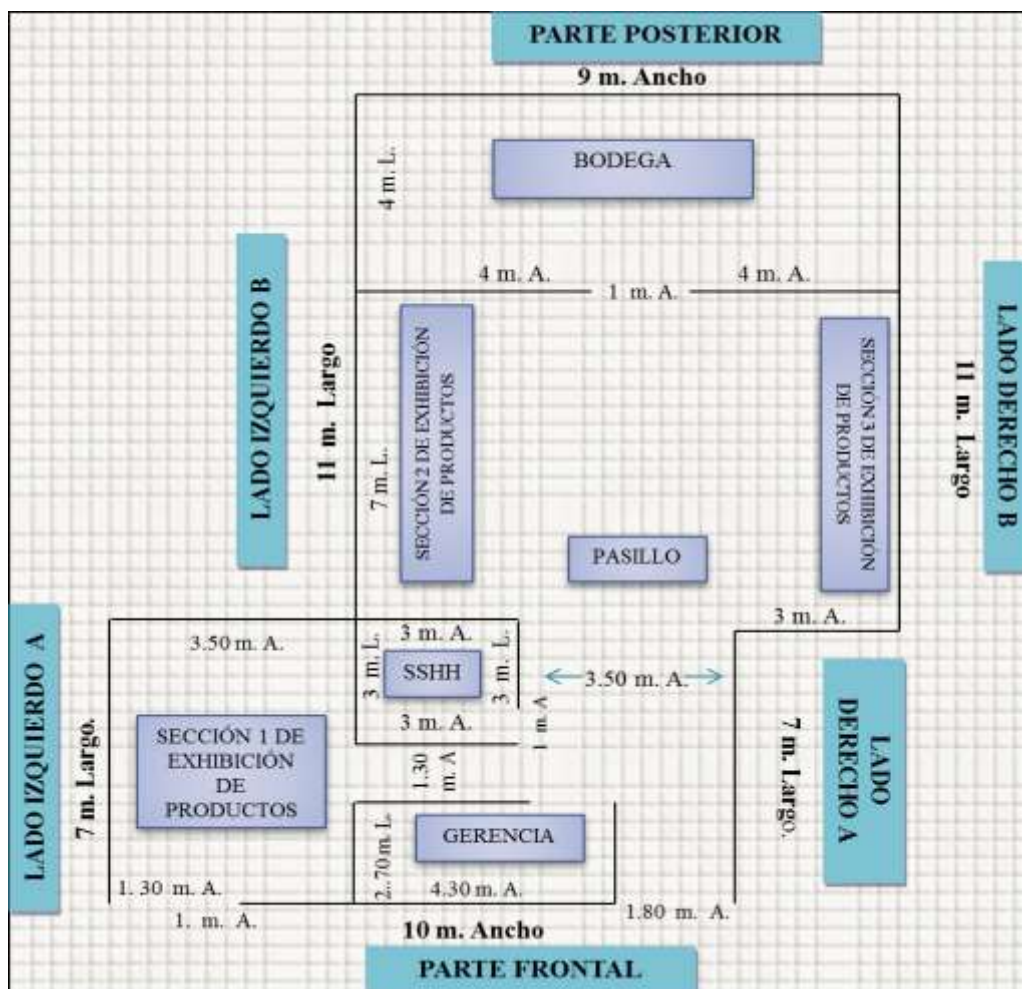 PARTE POSTERIOR
9 m. Ancho
BODEGA
4 m. L.
4 m. A.
4 m. A.
1 m. A.
LADO IZQUIERDO B
11 m. Largo
7 m. L.
SECCIÓN 2 DE EXHIBICIÓN
DE PRODUCTOS
SECCIÓN 3 DE EXHIBICIÓN
DE PRODUCTOS
11 m. Largo
LADO DERECHO B
PASILLO
3 m. A.
LADO IZQUIERDO A
7 m. Largo.
3.50 m. A.
3 m. A.
3 m. L.
SSHH
3 m. L.
3 m. A.
1 m. A
3.50 m. A.
7 m. Largo.
LADO
DERECHO A
SECCIÓN 1 DE
EXHIBICIÓN
DE
PRODUCTOS
1.30
m. A
GERENCIA
2..70 m. L.
4.30 m. A.
1. 30 m. A.
1. m. A.
1.80 m. A.
10 m. Ancho
PARTE FRONTAL